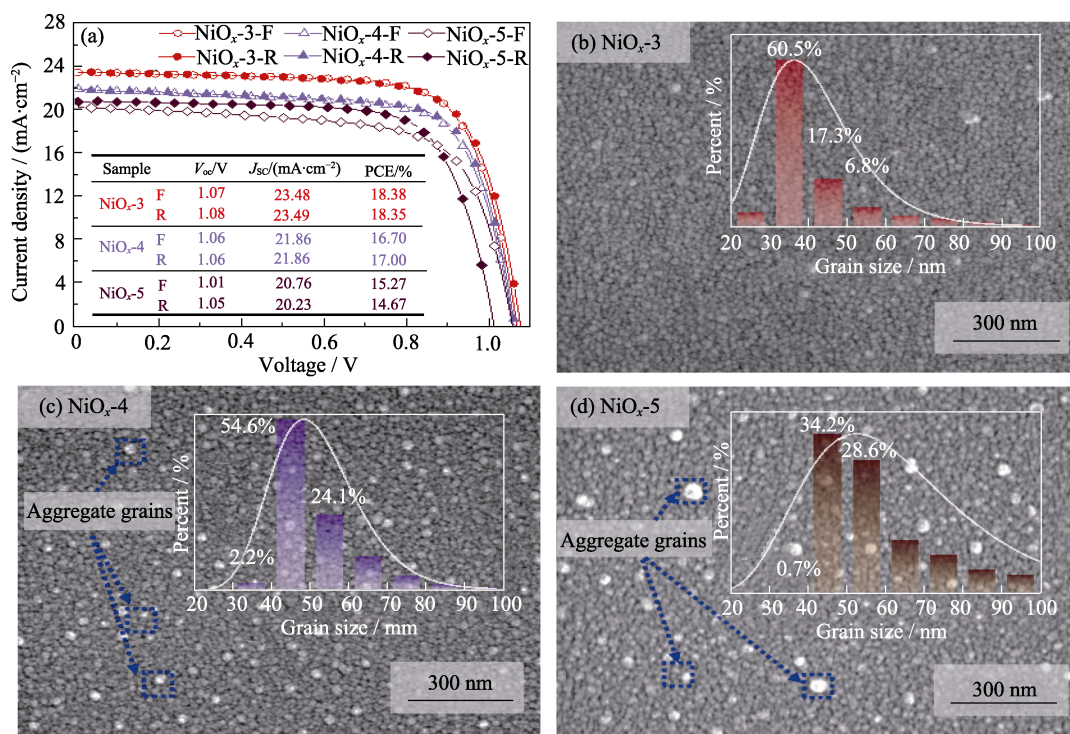 (a)
NiOx-3-F NiOx-4-F NiOx-5-F
NiOx-3-R NiOx-4-R NiOx-5-R
Current density / (mA·cm−2)
28
24
20
16
12
8
4
0
Sample Voc/V JSC/(mA·cm−2) PCE/%
NiOx-3 F 1.07 23.48 18.38
R 1.08 23.49 18.35
NiOx-4 F 1.06 21.86 16.70
R 1.06 21.86 17.00
NiOx-5 F 1.01 20.76 15.27
R 1.05 20.23 14.67
0 0.2 0.4 0.6 0.8 1.0
Voltage / V
(b) NiOx-3
60.5%
17.3%
6.8%
Percent / %
20 30 40 50 60 70 80 90 100
Grain size / nm
300 nm
(c) NiOx-4
54.6%
24.1%
2.2%
Aggregate grains
Percent / %
20 30 40 50 60 70 80 90 100
Grain size / mm
300 nm
(d) NiOx-5
34.2%
28.6%
0.7%
Aggregate grains
Percent / %
20 30 40 50 60 70 80 90 100
Grain size / nm
300 nm